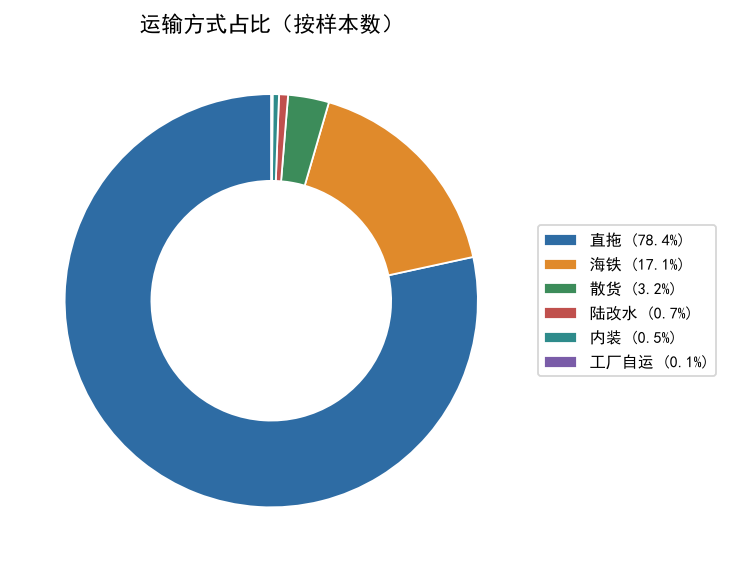 运输方式占比（按样本数）
直拖 (78.4%)
海铁 (17.1%)
散货 (3.2%)
陆改水 (0.7%)
内装 (0.5%)
工厂自运 (0.1%)